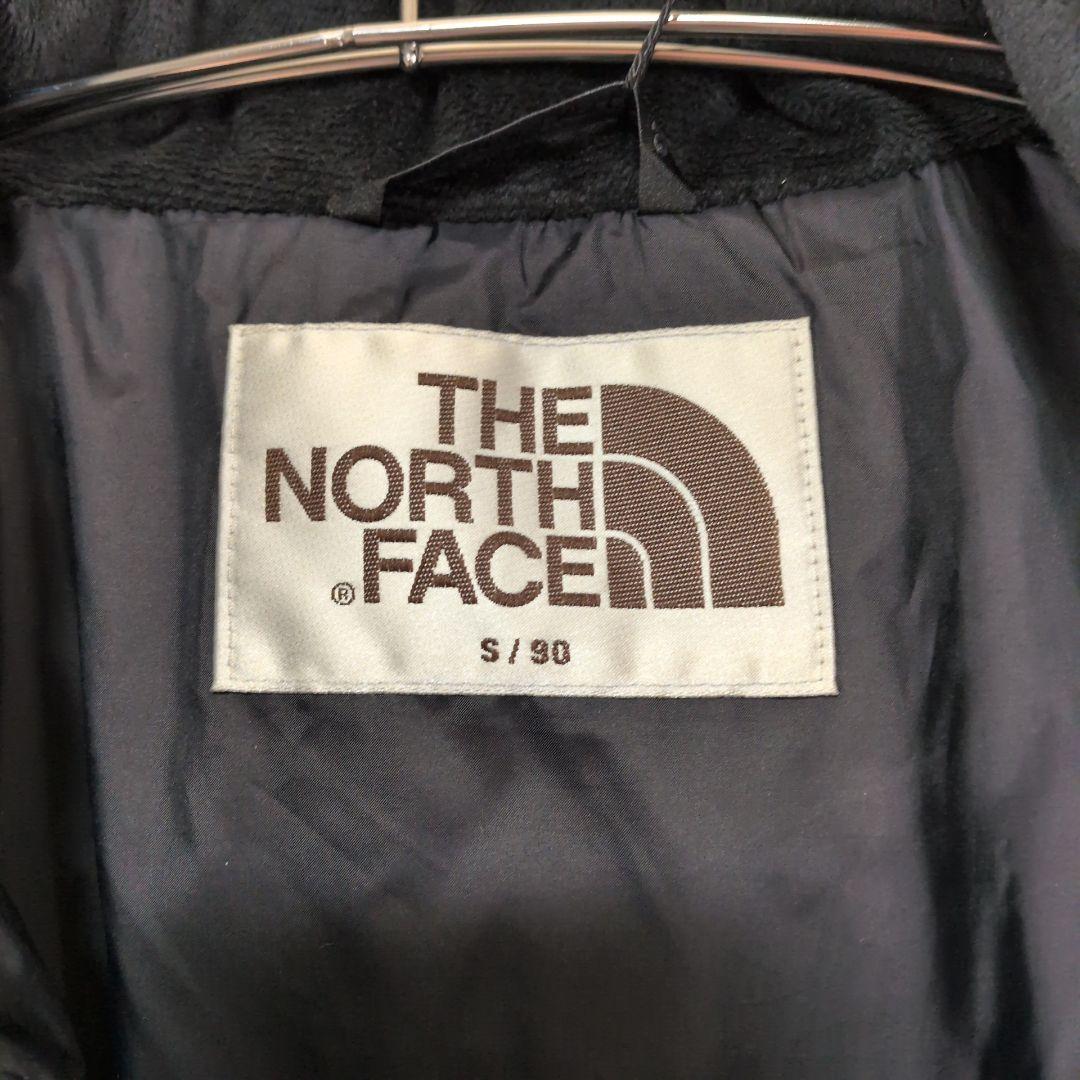 THE
NORTH
® FACE
S / 90